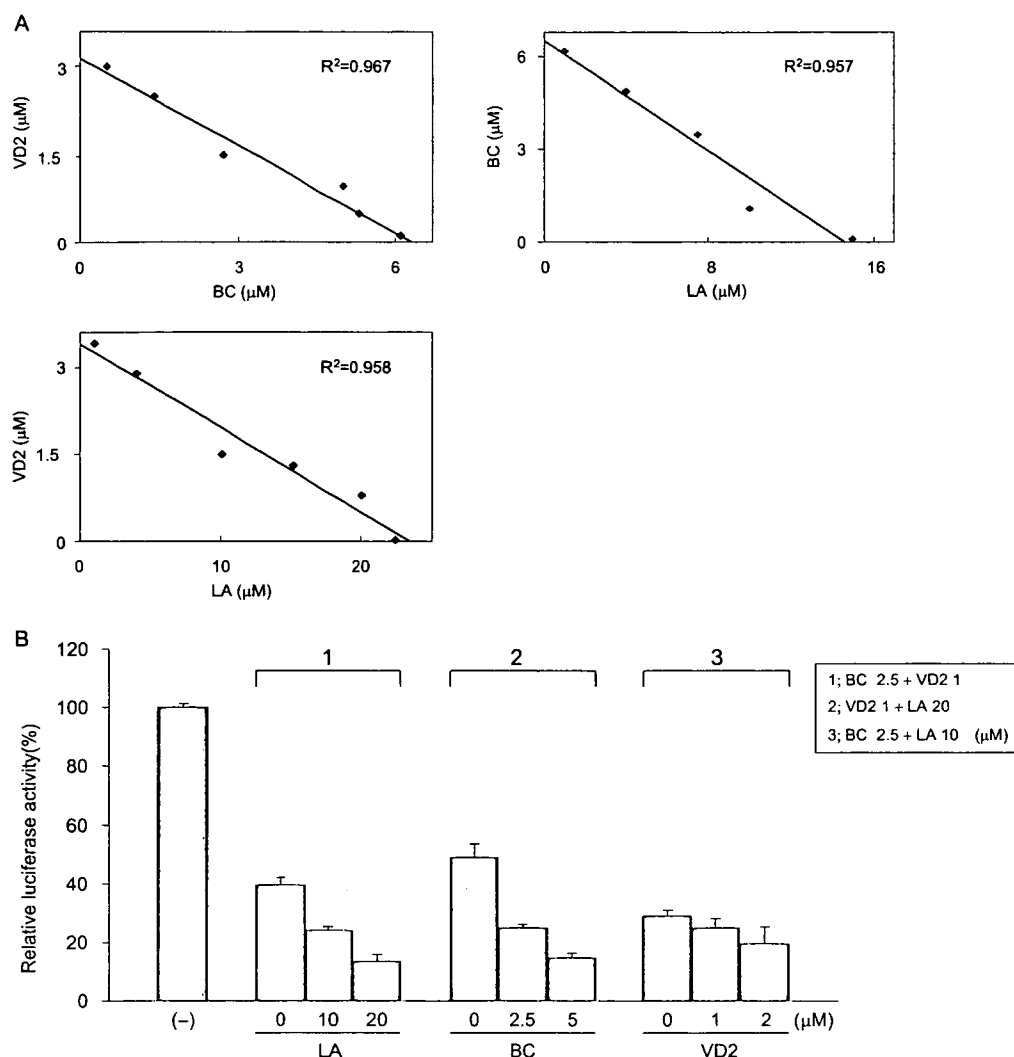 A
VD2 (μM)
3
1.5
0
R²=0.967
0 3 6
BC (μM)
BC (μM)
6
3
0
R²=0.957
0 8 16
LA (μM)
VD2 (μM)
3
1.5
0
R²=0.958
0 10 20
LA (μM)
B
Relative luciferase activity(%)
120
100
80
60
40
20
0
1 2 3
1; BC 2.5 + VD2 1
2; VD2 1 + LA 20
3; BC 2.5 + LA 10 (μM)
(–) 0 10 20 0 2.5 5 0 1 2 (μM)
LA BC VD2